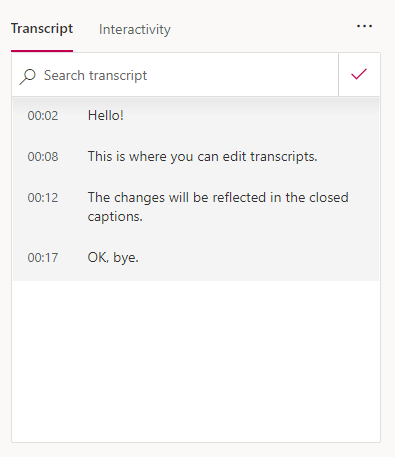 Transcript Interactivity ...
Search transcript
00:02 Hello!
00:08 This is where you can edit transcripts.
00:12 The changes will be reflected in the closed
captions.
00:17 OK, bye.